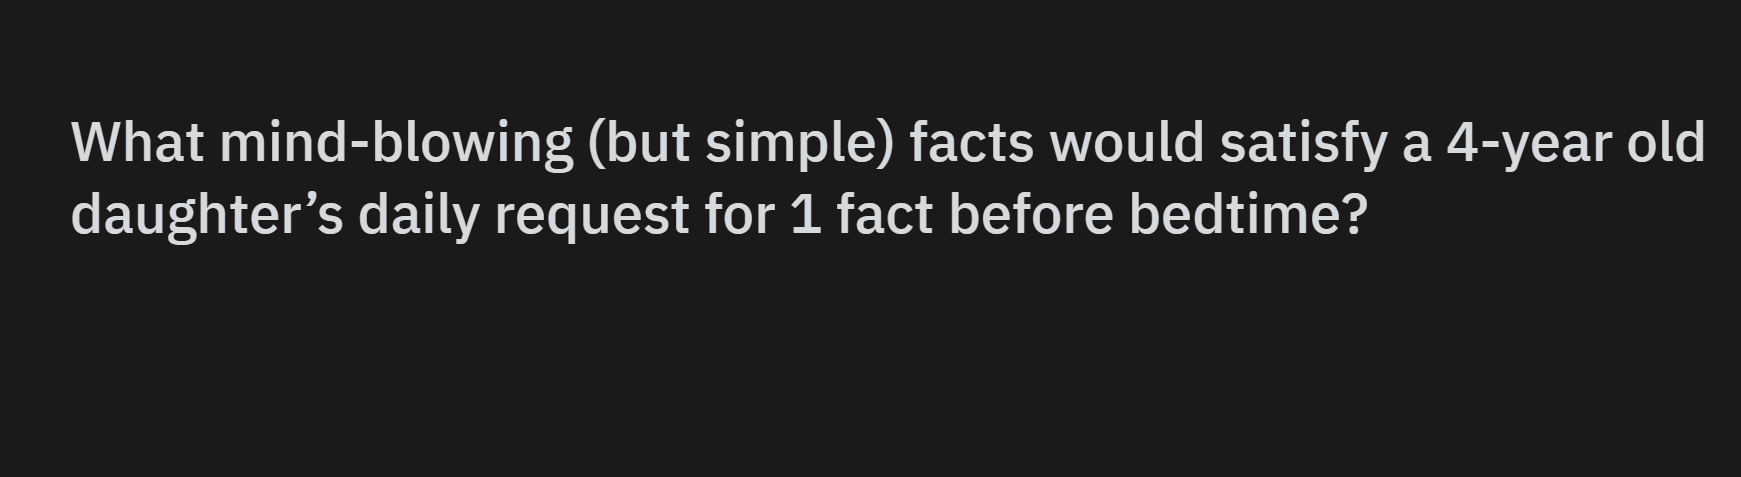 What mind-blowing (but simple) facts would satisfy a 4-year old
daughter’s daily request for 1 fact before bedtime?